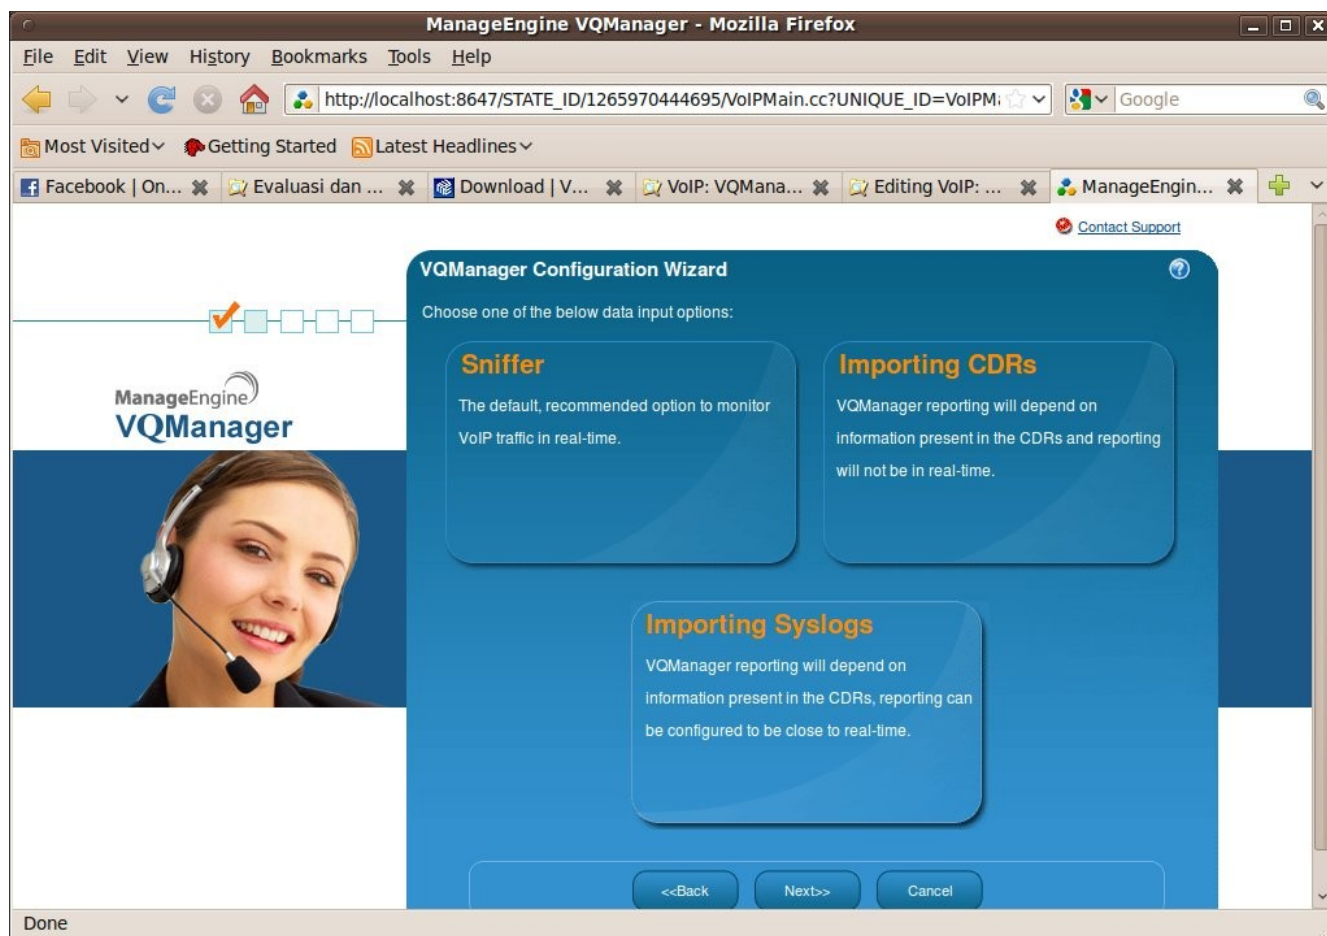 ManageEngine VQManager - Mozilla Firefox
File Edit View History Bookmarks Tools Help
http://localhost:8647/STATE_ID/1265970444695/VoIPMain.cc?UNIQUE_ID=VoIPM
Google
Most Visited Getting Started Latest Headlines
Facebook | On... Evaluasi dan ... Download | V... VoIP: VQMana... Editing VoIP: ... ManageEngin...
Contact Support
VQManager Configuration Wizard
Choose one of the below data input options:
ManageEngine
VQManager
Sniffer
The default, recommended option to monitor
VoIP traffic in real-time.
Importing CDRs
VQManager reporting will depend on
information present in the CDRs and reporting
will not be in real-time.
Importing Syslogs
VQManager reporting will depend on
information present in the CDRs, reporting can
be configured to be close to real-time.
<<Back Next>> Cancel
Done